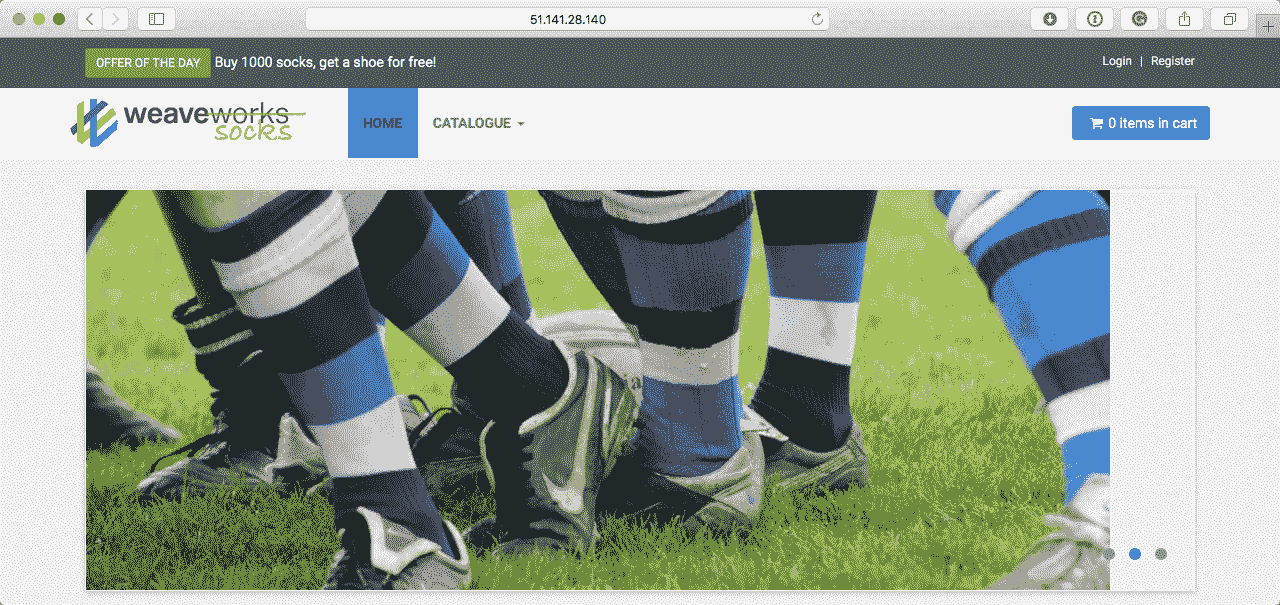 51.141.28.140
OFFER OF THE DAY Buy 1000 socks, get a shoe for free!
Login | Register
weaveworks
socks
HOME
CATALOGUE
0 items in cart